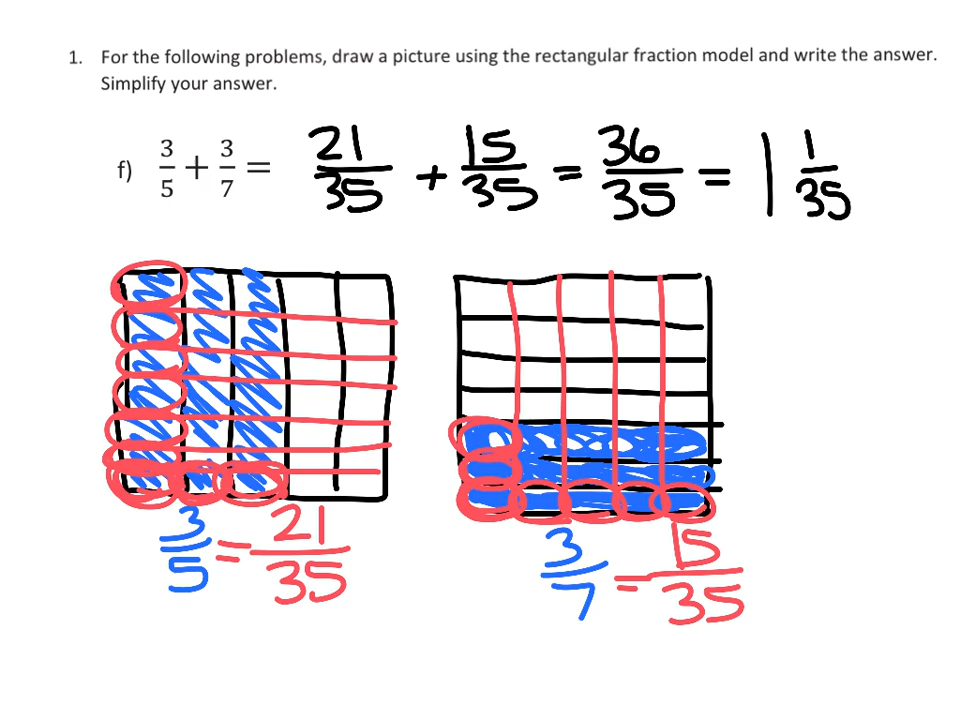 1. For the following problems, draw a picture using the rectangular fraction model and write the answer.
Simplify your answer.
f) 3/5 + 3/7 = 21/35 + 15/35 = 36/35 = 1 1/35
3/5 = 21/35
3/7 = 15/35